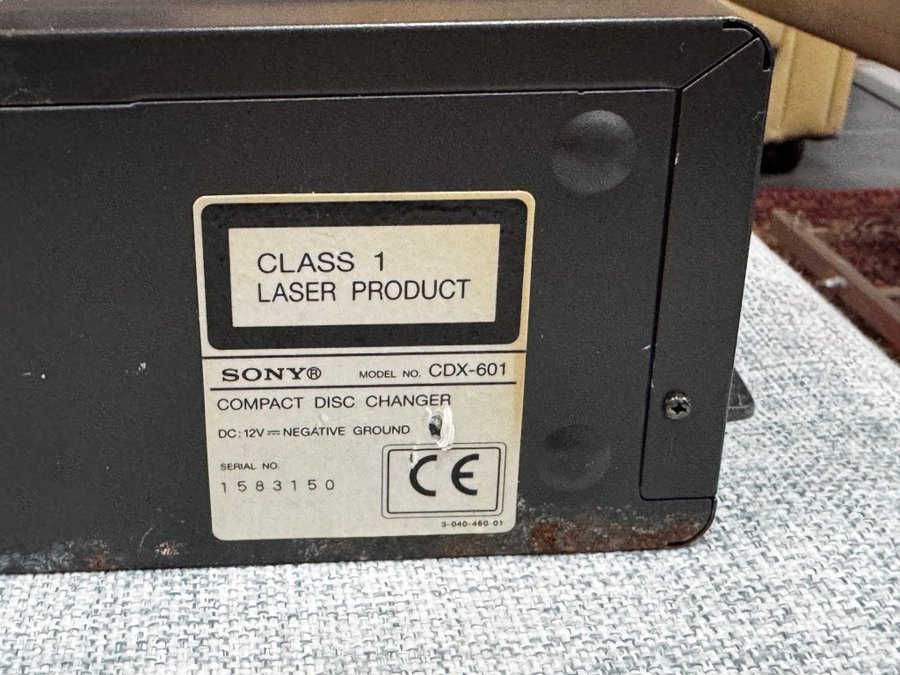 CLASS 1
LASER PRODUCT
SONY® MODEL NO. CDX-601
COMPACT DISC CHANGER
DC: 12V⎓NEGATIVE GROUND
SERIAL NO.
1583150
CE
3-040-460-01